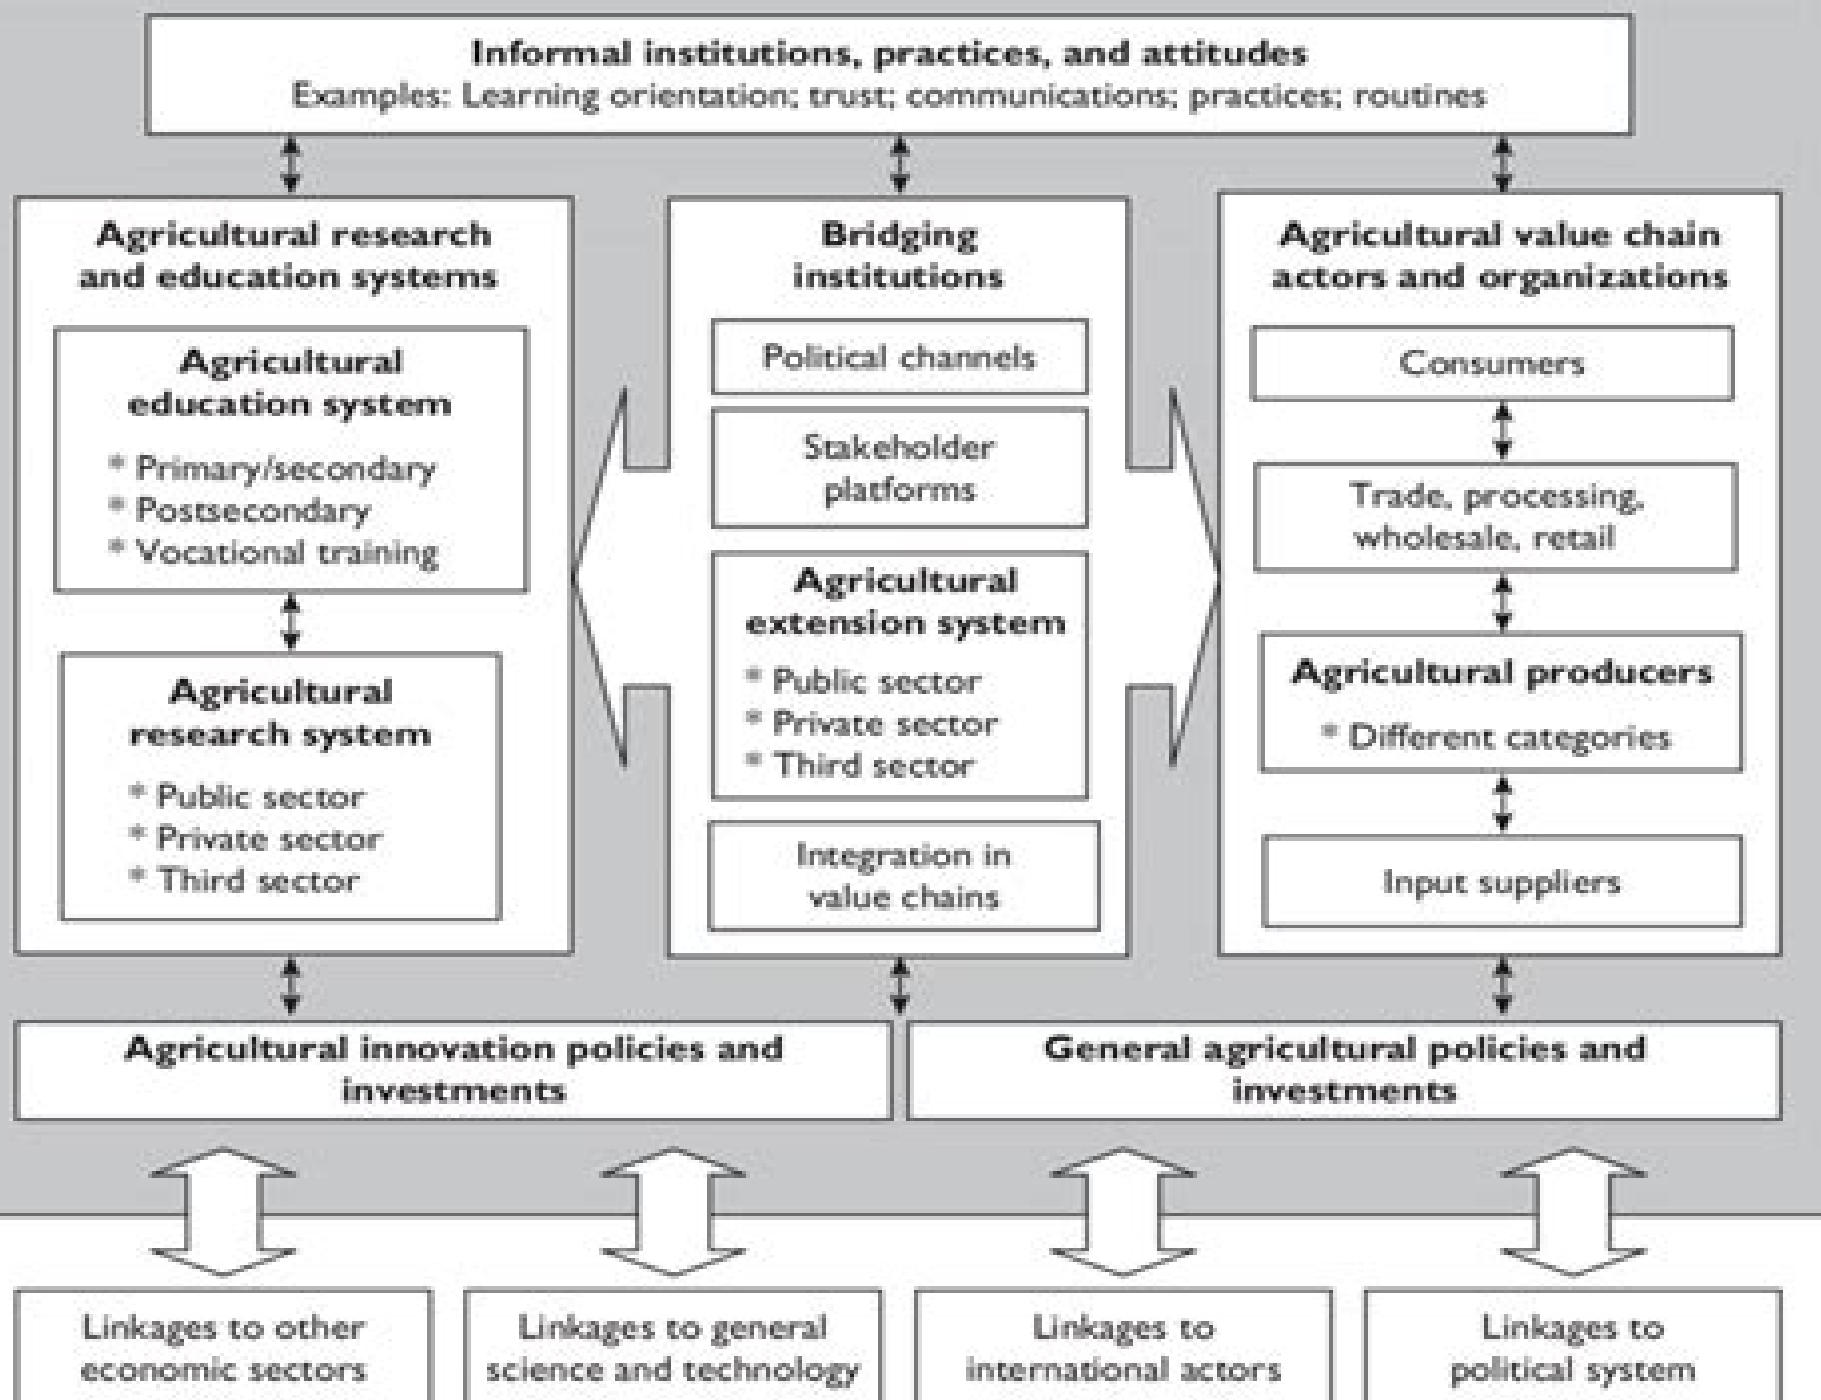 Informal institutions, practices, and attitudes
Examples: Learning orientation; trust; communications; practices; routines
Agricultural research
and education systems
Agricultural
education system
* Primary/secondary
* Postsecondary
* Vocational training
Agricultural
research system
* Public sector
* Private sector
* Third sector
Bridging
institutions
Political channels
Stakeholder
platforms
Agricultural
extension system
* Public sector
* Private sector
* Third sector
Integration in
value chains
Agricultural value chain
actors and organizations
Consumers
Trade, processing,
wholesale, retail
Agricultural producers
* Different categories
Input suppliers
Agricultural innovation policies and
investments
General agricultural policies and
investments
Linkages to other
economic sectors
Linkages to general
science and technology
Linkages to
international actors
Linkages to
political system